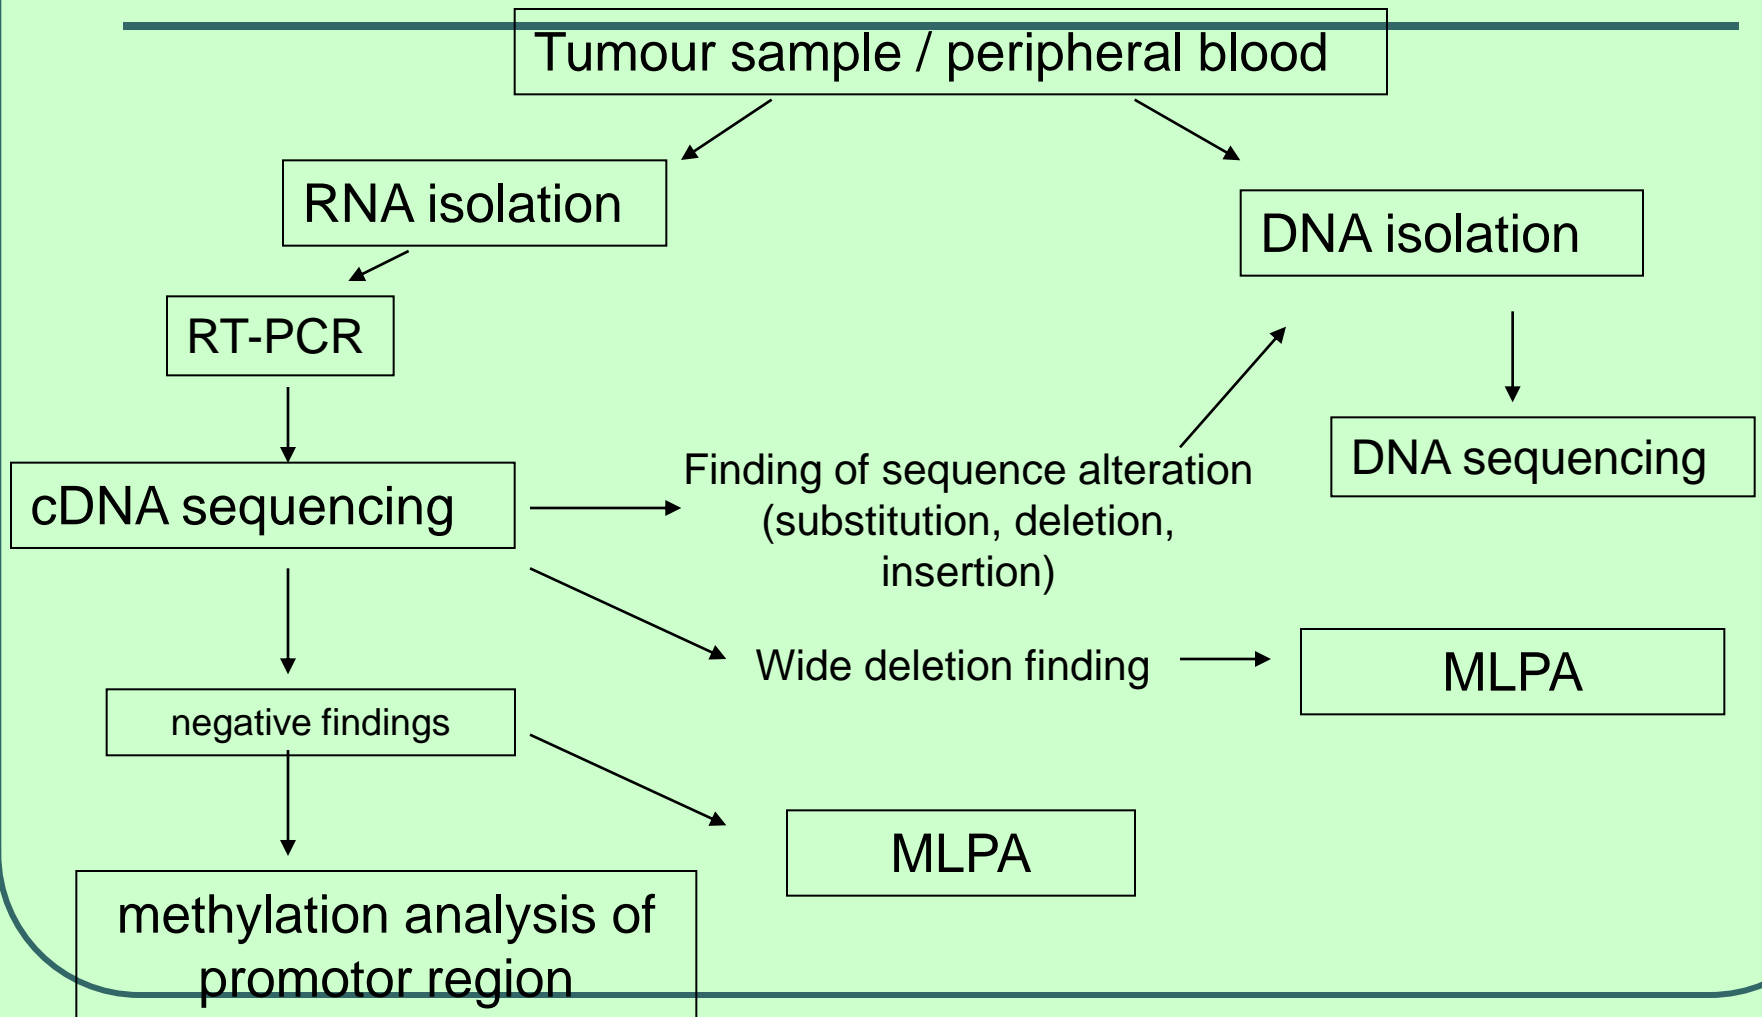 Tumour sample / peripheral blood
RNA isolation
DNA isolation
RT-PCR
DNA sequencing
cDNA sequencing
Finding of sequence alteration
(substitution, deletion,
insertion)
Wide deletion finding
MLPA
negative findings
MLPA
methylation analysis of
promotor region